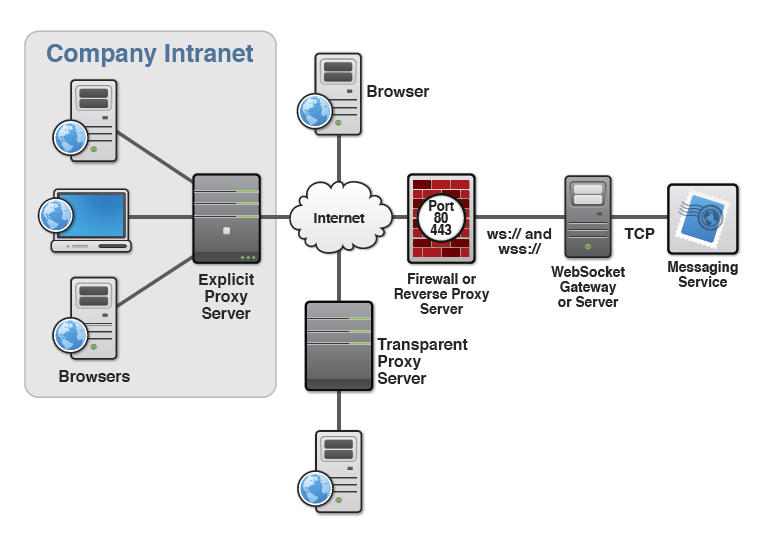 Company Intranet
Browser
Internet
Port
80
443
ws:// and
wss://
TCP
Explicit
Proxy
Server
Firewall or
Reverse Proxy
Server
WebSocket
Gateway
or Server
Messaging
Service
Browsers
Transparent
Proxy
Server